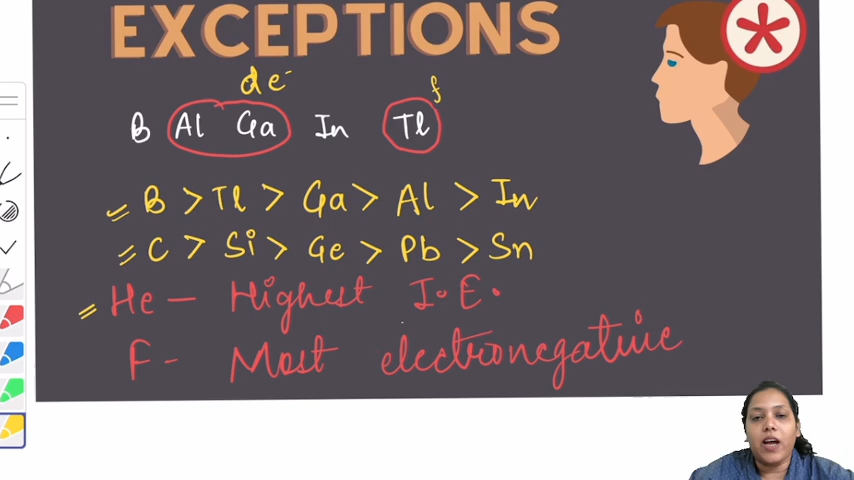 EXCEPTIONS
de⁻
f
B Al Ga In Tl
B > Tl > Ga > Al > In
C > Si > Ge > Pb > Sn
He - Highest I.E.
F - Most electronegative